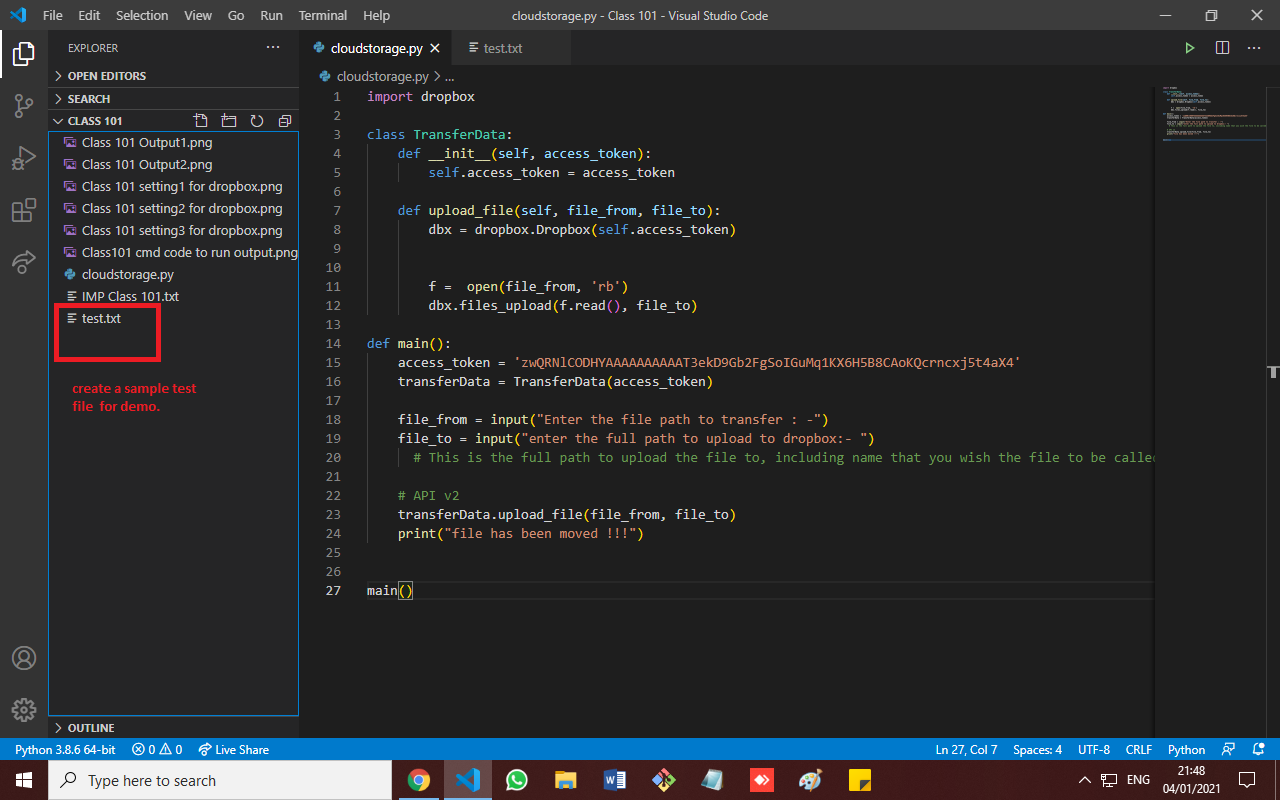 File Edit Selection View Go Run Terminal Help
cloudstorage.py - Class 101 - Visual Studio Code
EXPLORER
OPEN EDITORS
SEARCH
CLASS 101
Class 101 Output1.png
Class 101 Output2.png
Class 101 setting1 for dropbox.png
Class 101 setting2 for dropbox.png
Class 101 setting3 for dropbox.png
Class101 cmd code to run output.png
cloudstorage.py
IMP Class 101.txt
test.txt
create a sample test
file for demo.
OUTLINE
cloudstorage.py test.txt
cloudstorage.py > ...
1 import dropbox
2
3 class TransferData:
4 def __init__(self, access_token):
5 self.access_token = access_token
6
7 def upload_file(self, file_from, file_to):
8 dbx = dropbox.Dropbox(self.access_token)
9
10
11 f =  open(file_from, 'rb')
12 dbx.files_upload(f.read(), file_to)
13
14 def main():
15 access_token = 'zwQRNlCODHYAAAAAAAAAAT3ekD9Gb2FgSoIGuMq1KX6H5B8CAoKQcrncxj5t4aX4'
16 transferData = TransferData(access_token)
17
18 file_from = input("Enter the file path to transfer : -")
19 file_to = input("enter the full path to upload to dropbox:- ")
20 # This is the full path to upload the file to, including name that you wish the file to be called
21
22 # API v2
23 transferData.upload_file(file_from, file_to)
24 print("file has been moved !!!")
25
26
27 main()
Python 3.8.6 64-bit 0 0 Live Share Ln 27, Col 7 Spaces: 4 UTF-8 CRLF Python
Type here to search
ENG
21:48
04/01/2021